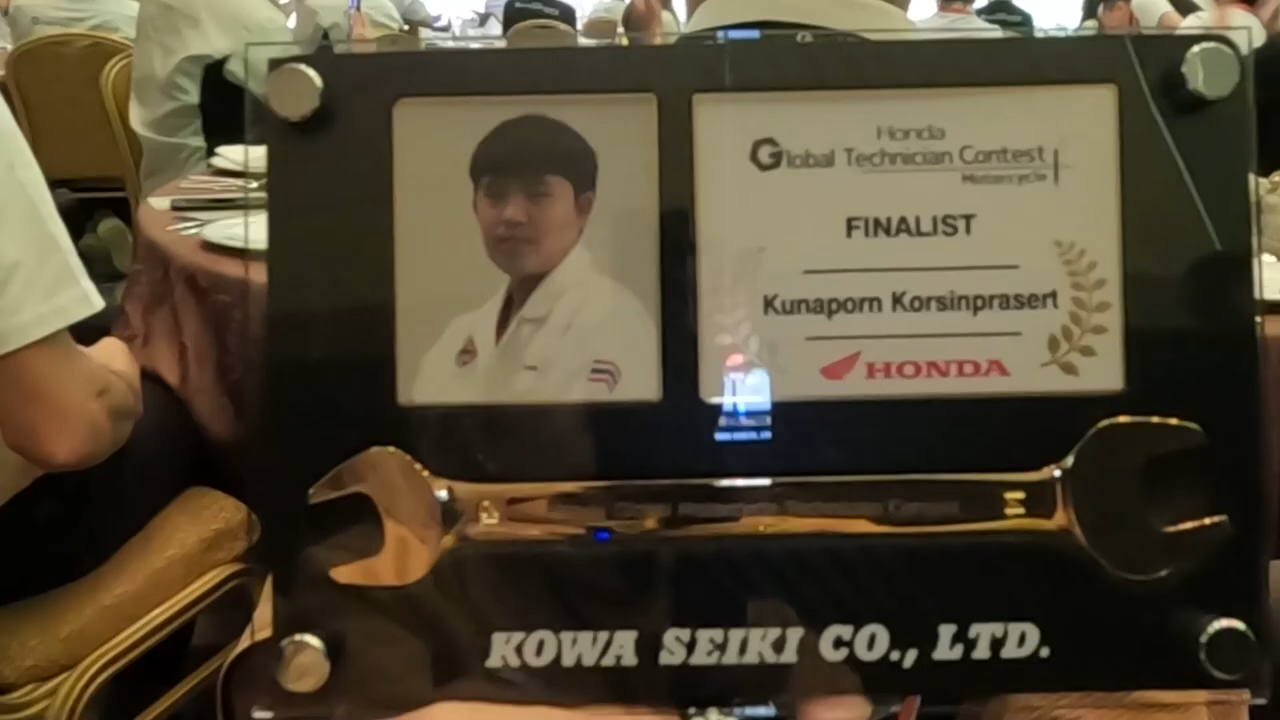 Honda
Global Technician Contest
Motorcycle
FINALIST
Kunaporn Korsinprasert
HONDA
KOWA SEIKI CO., LTD.